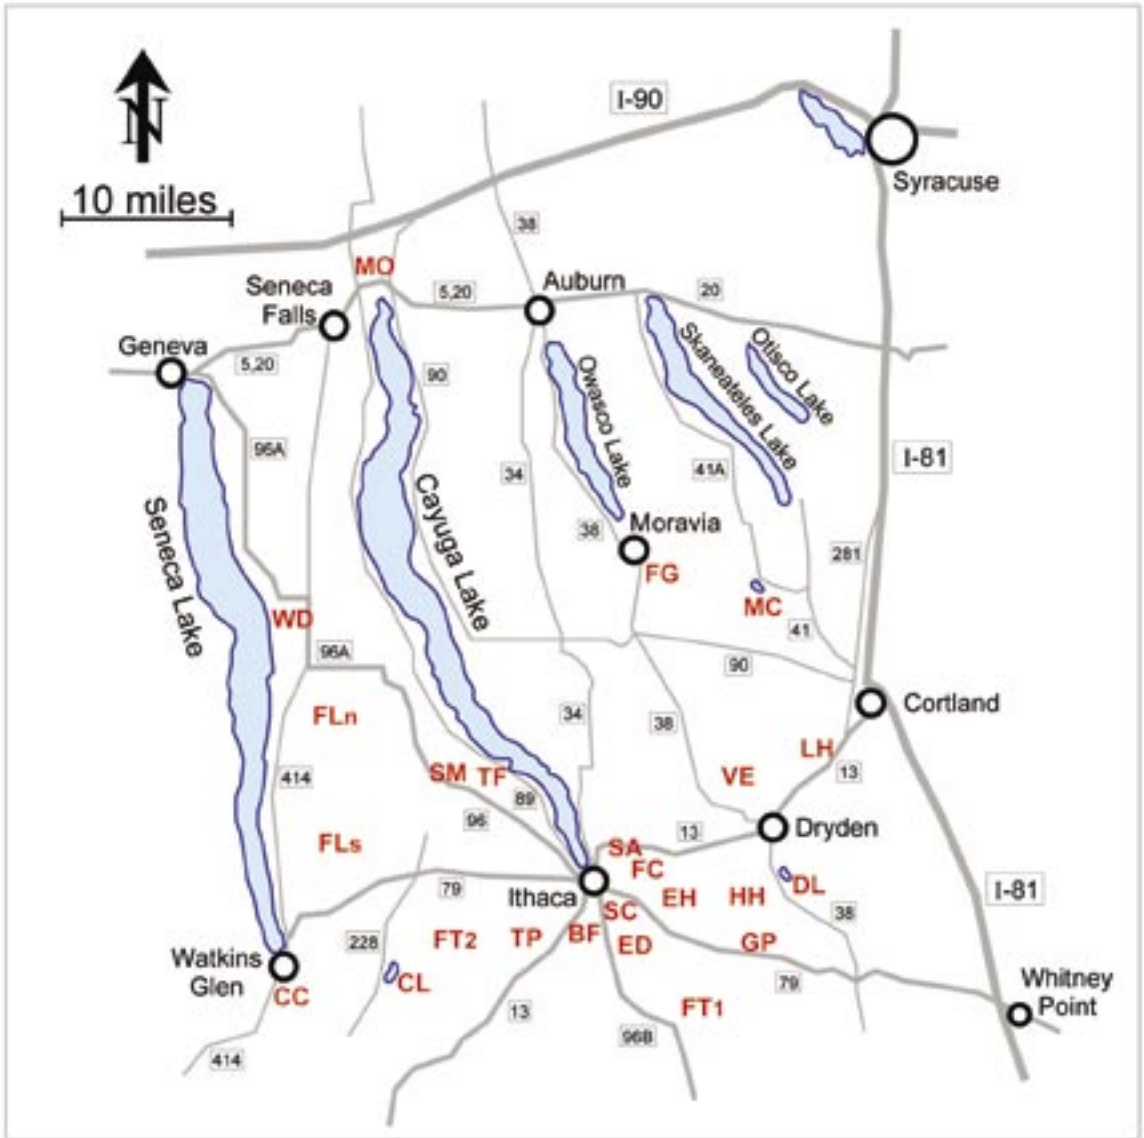 I-90
N
Syracuse
10 miles
38
MO
Seneca
Falls
5,20
Auburn
20
Geneva
5,20
90
Owasco Lake
Skaneateles Lake
Otisco Lake
96A
I-81
34
41A
Seneca Lake
Cayuga Lake
38
Moravia
281
FG
MC
WD
41
96A
90
FLn
34
38
Cortland
LH
SM
TF
VE
414
89
13
96
13
Dryden
FLs
SA
FC
79
Ithaca
EH
HH
DL
I-81
SC
38
228
FT2
TP
BF
ED
GP
Watkins
Glen
CC
CL
79
Whitney
Point
FT1
13
96B
414